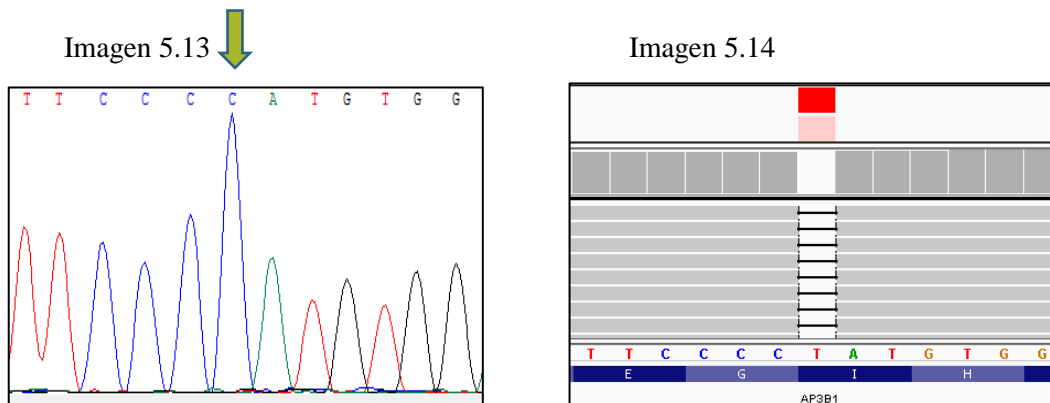 Imagen 5.13
T T C C C C A T G T G G
Imagen 5.14
T T C C C C T A T G T G G
E G I H
AP3B1